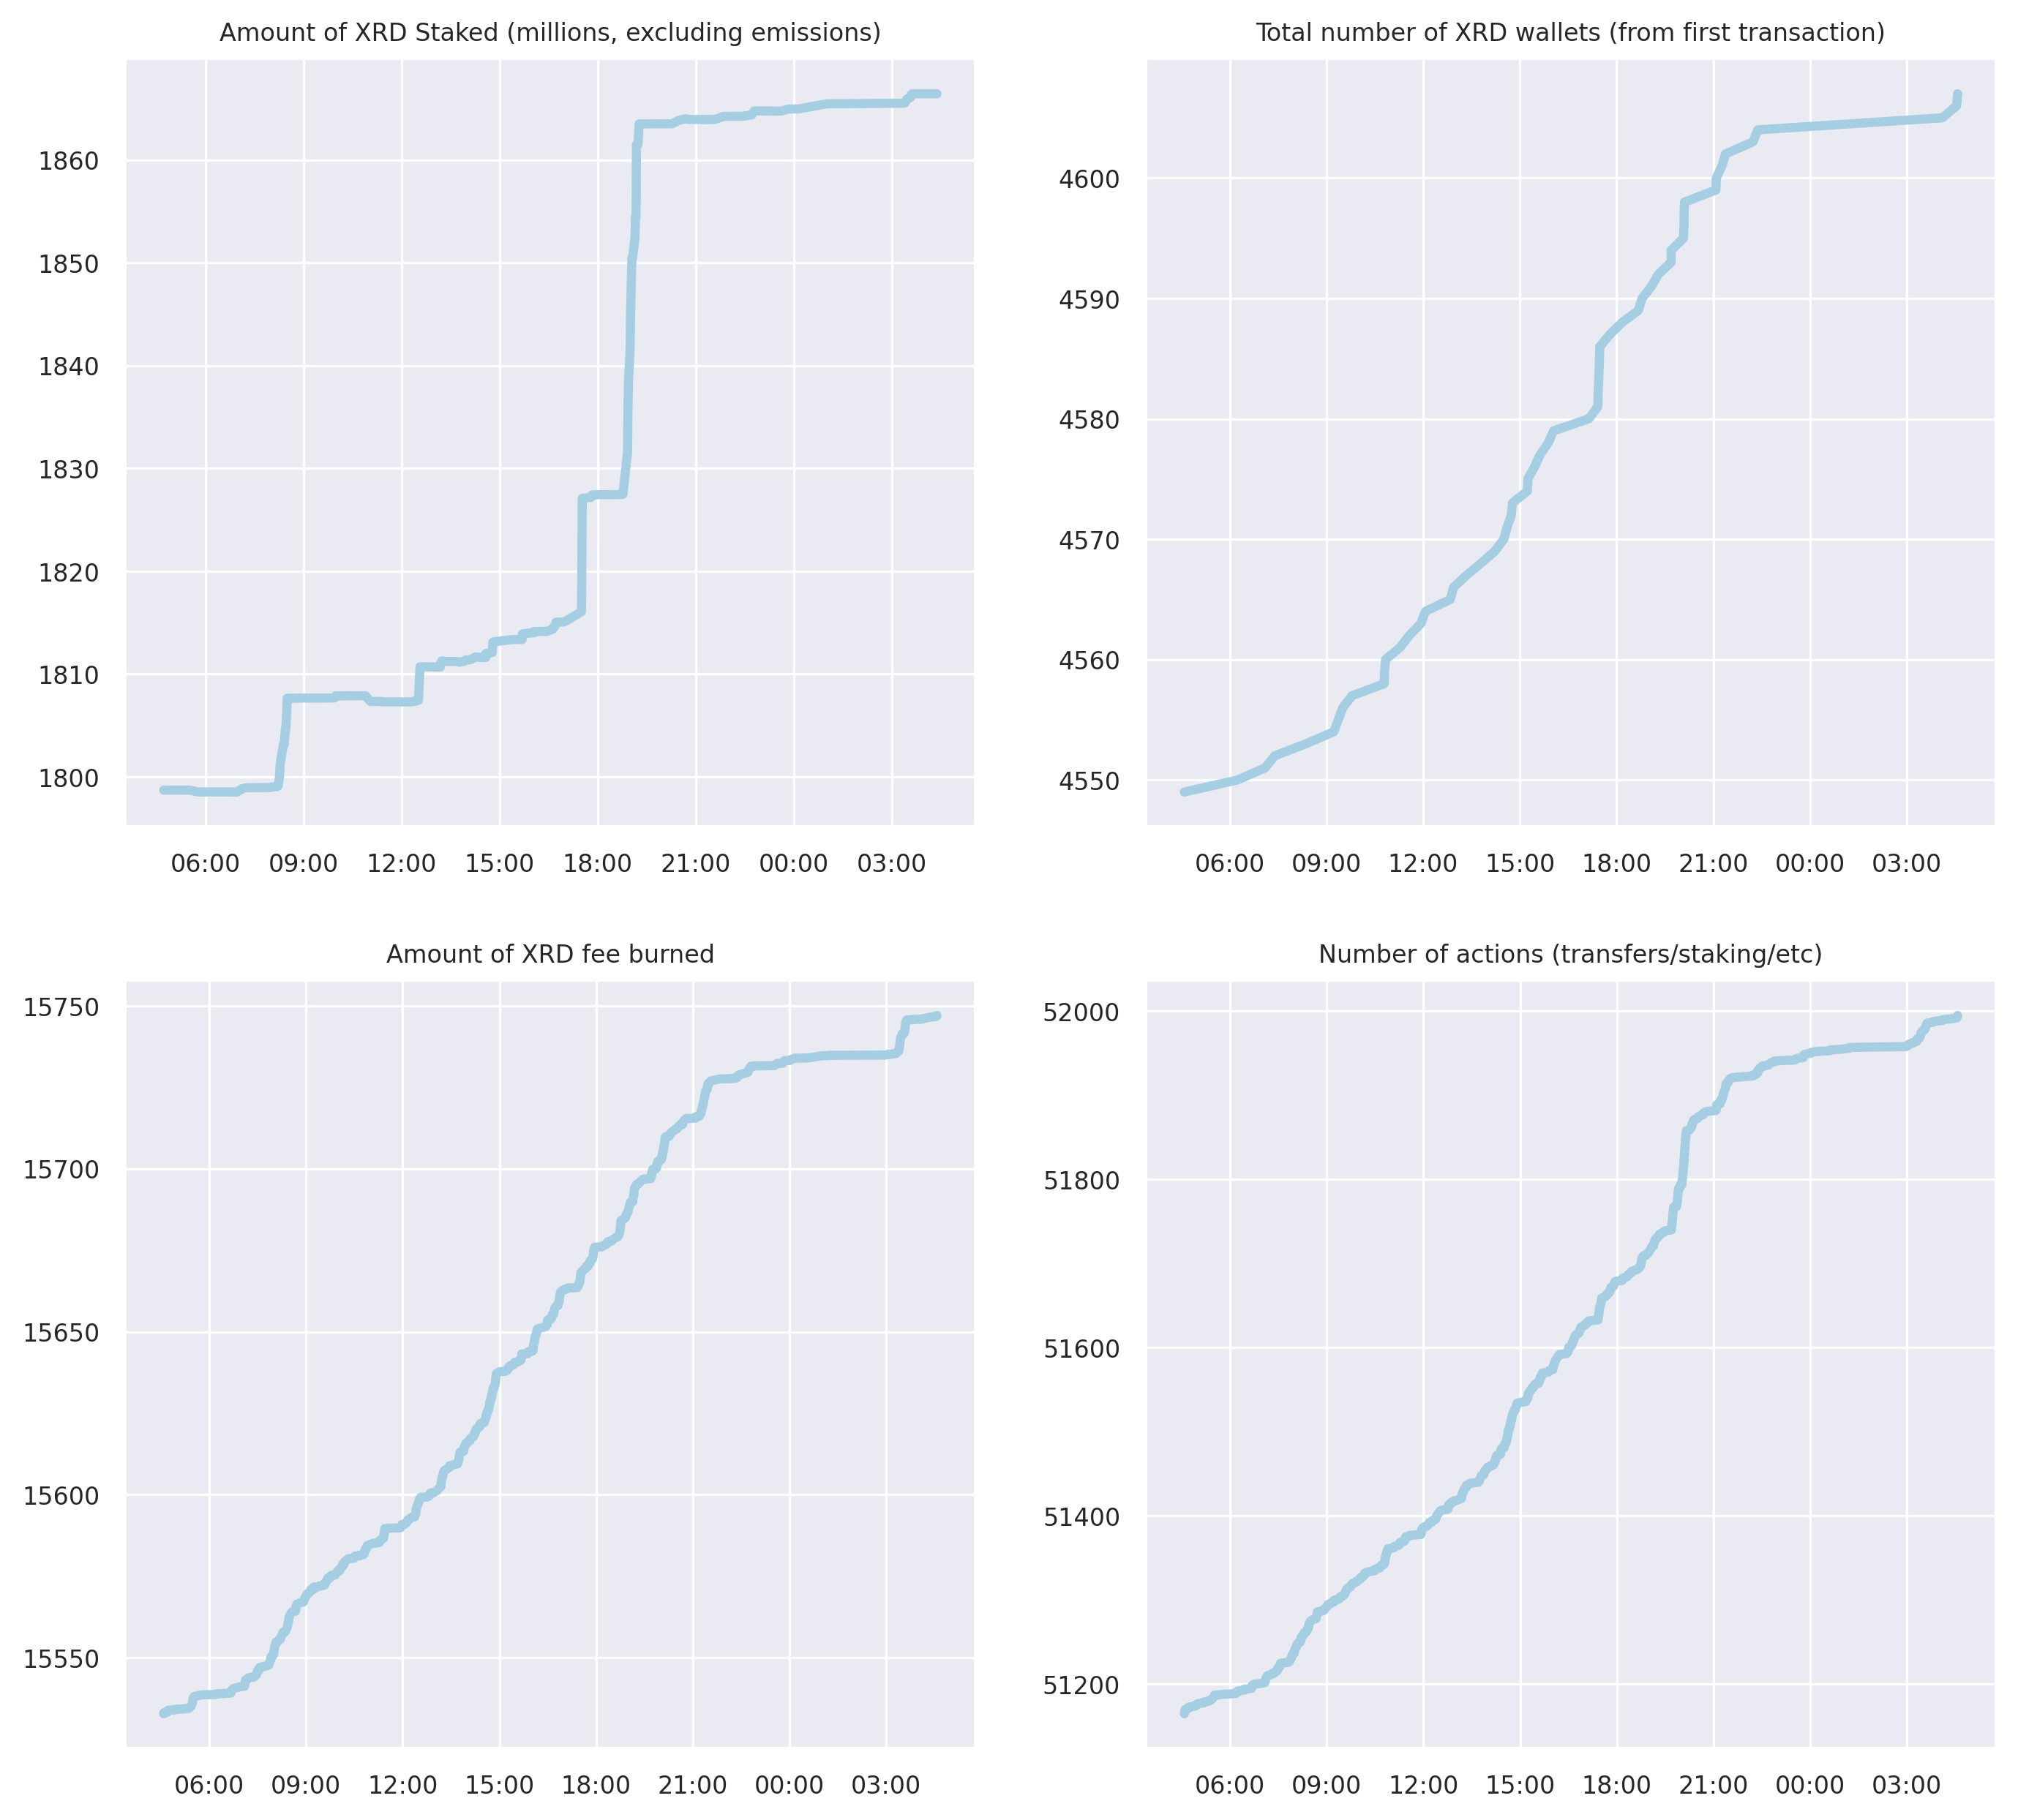 Amount of XRD Staked (millions, excluding emissions)
1860
1850
1840
1830
1820
1810
1800
06:00 09:00 12:00 15:00 18:00 21:00 00:00 03:00
Total number of XRD wallets (from first transaction)
4600
4590
4580
4570
4560
4550
06:00 09:00 12:00 15:00 18:00 21:00 00:00 03:00
Amount of XRD fee burned
15750
15700
15650
15600
15550
06:00 09:00 12:00 15:00 18:00 21:00 00:00 03:00
Number of actions (transfers/staking/etc)
52000
51800
51600
51400
51200
06:00 09:00 12:00 15:00 18:00 21:00 00:00 03:00